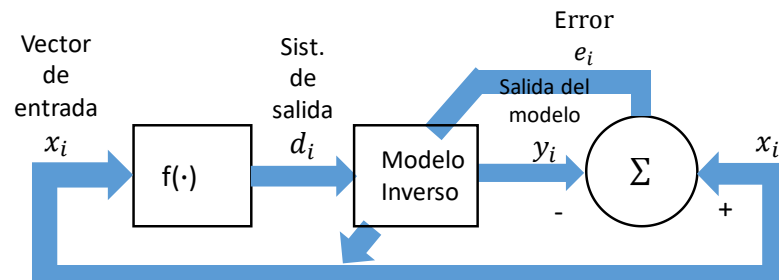 Vector
de
entrada
x_i
f(·)
Sist.
de
salida
d_i
Modelo
Inverso
Error
e_i
Salida del
modelo
y_i
-
Σ
x_i
+